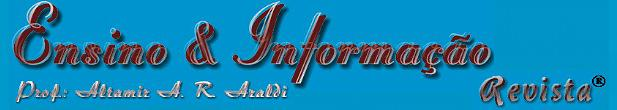 Ensino & Informação
Prof.: Altamir A. R. Araldi Revista®